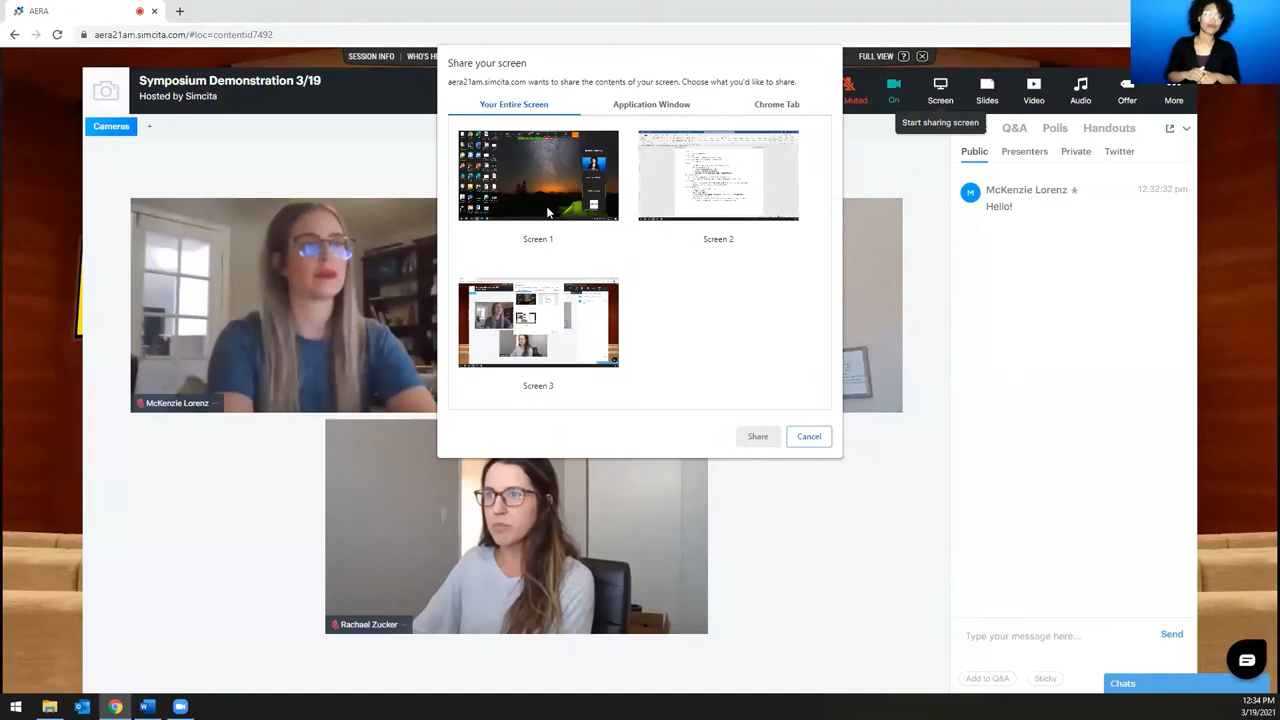 AERA
aera21am.simcita.com/#loc=contentid7492
SESSION INFO
WHO'S H
FULL VIEW
Symposium Demonstration 3/19
Hosted by Simcita
Cameras
Muted
On
Screen
Slides
Video
Audio
Offer
More
Start sharing screen
Share your screen
aera21am.simcita.com wants to share the contents of your screen. Choose what you'd like to share.
Your Entire Screen
Application Window
Chrome Tab
Screen 1
Screen 2
Screen 3
Share
Cancel
Q&A
Polls
Handouts
Public
Presenters
Private
Twitter
M
McKenzie Lorenz
12:32:32 pm
Hello!
McKenzie Lorenz
Rachael Zucker
Type your message here...
Send
Add to Q&A
Sticky
Chats
12:34 PM
3/19/2021